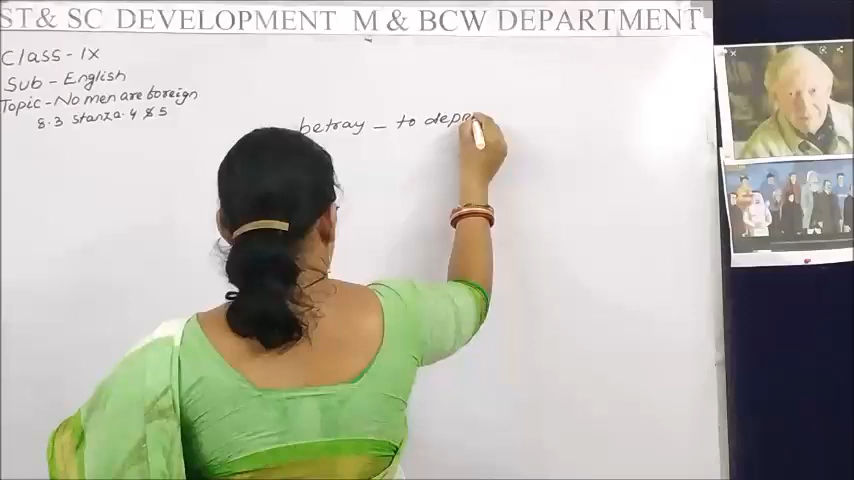 ST& SC DEVELOPMENT M & BCW DEPARTMENT
Class - IX
Sub - English
Topic - No men are foreign
8.3 stanza. 4 & 5
betray - to dep